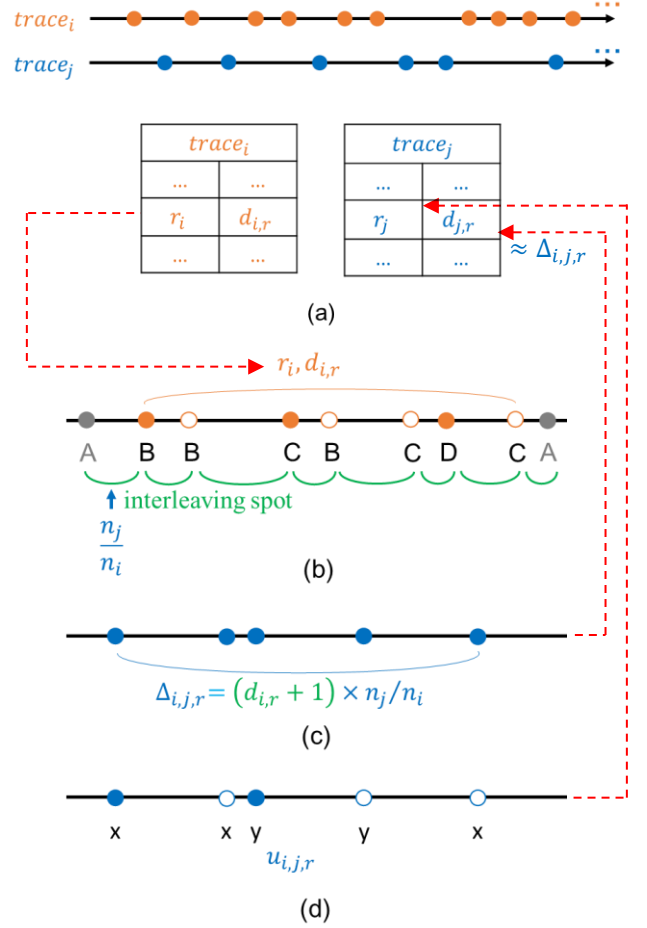 trace_i ...
trace_j ...
trace_i trace_j
... ... ... ...
r_i d_{i,r} r_j d_{j,r}
... ... ... ...
≈ Δ_{i,j,r}
(a)
r_i, d_{i,r}
A B B C B C D C A
interleaving spot
n_j/n_i
(b)
Δ_{i,j,r} = (d_{i,r} + 1) × n_j/n_i
(c)
x x y y x
u_{i,j,r}
(d)